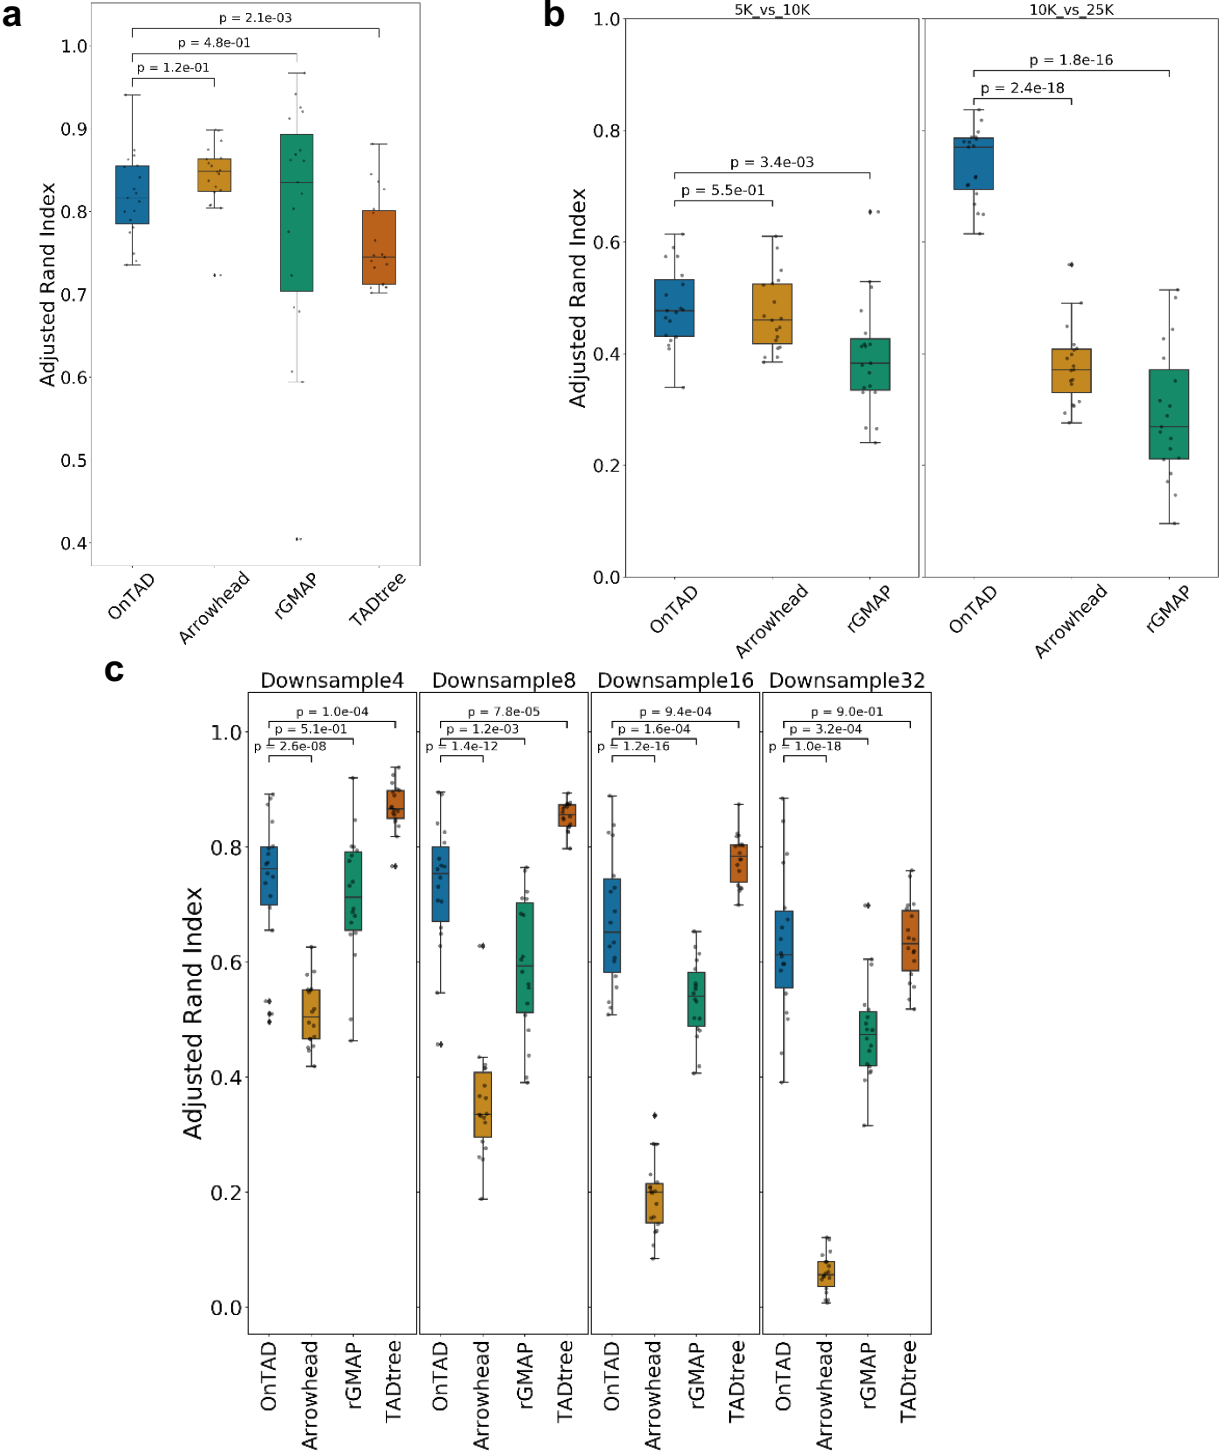 a
p = 2.1e-03
p = 4.8e-01
p = 1.2e-01
1.0
0.9
0.8
0.7
0.6
0.5
0.4
Adjusted Rand Index
OnTAD
Arrowhead
rGMAP
TADtree
b
5K_vs_10K
10K_vs_25K
1.0
0.8
0.6
0.4
0.2
0.0
Adjusted Rand Index
p = 3.4e-03
p = 5.5e-01
p = 1.8e-16
p = 2.4e-18
OnTAD
Arrowhead
rGMAP
OnTAD
Arrowhead
rGMAP
c
Downsample4
Downsample8
Downsample16
Downsample32
p = 1.0e-04
p = 5.1e-01
p = 2.6e-08
p = 7.8e-05
p = 1.2e-03
p = 1.4e-12
p = 9.4e-04
p = 1.6e-04
p = 1.2e-16
p = 9.0e-01
p = 3.2e-04
p = 1.0e-18
1.0
0.8
0.6
0.4
0.2
0.0
Adjusted Rand Index
OnTAD
Arrowhead
rGMAP
TADtree
OnTAD
Arrowhead
rGMAP
TADtree
OnTAD
Arrowhead
rGMAP
TADtree
OnTAD
Arrowhead
rGMAP
TADtree